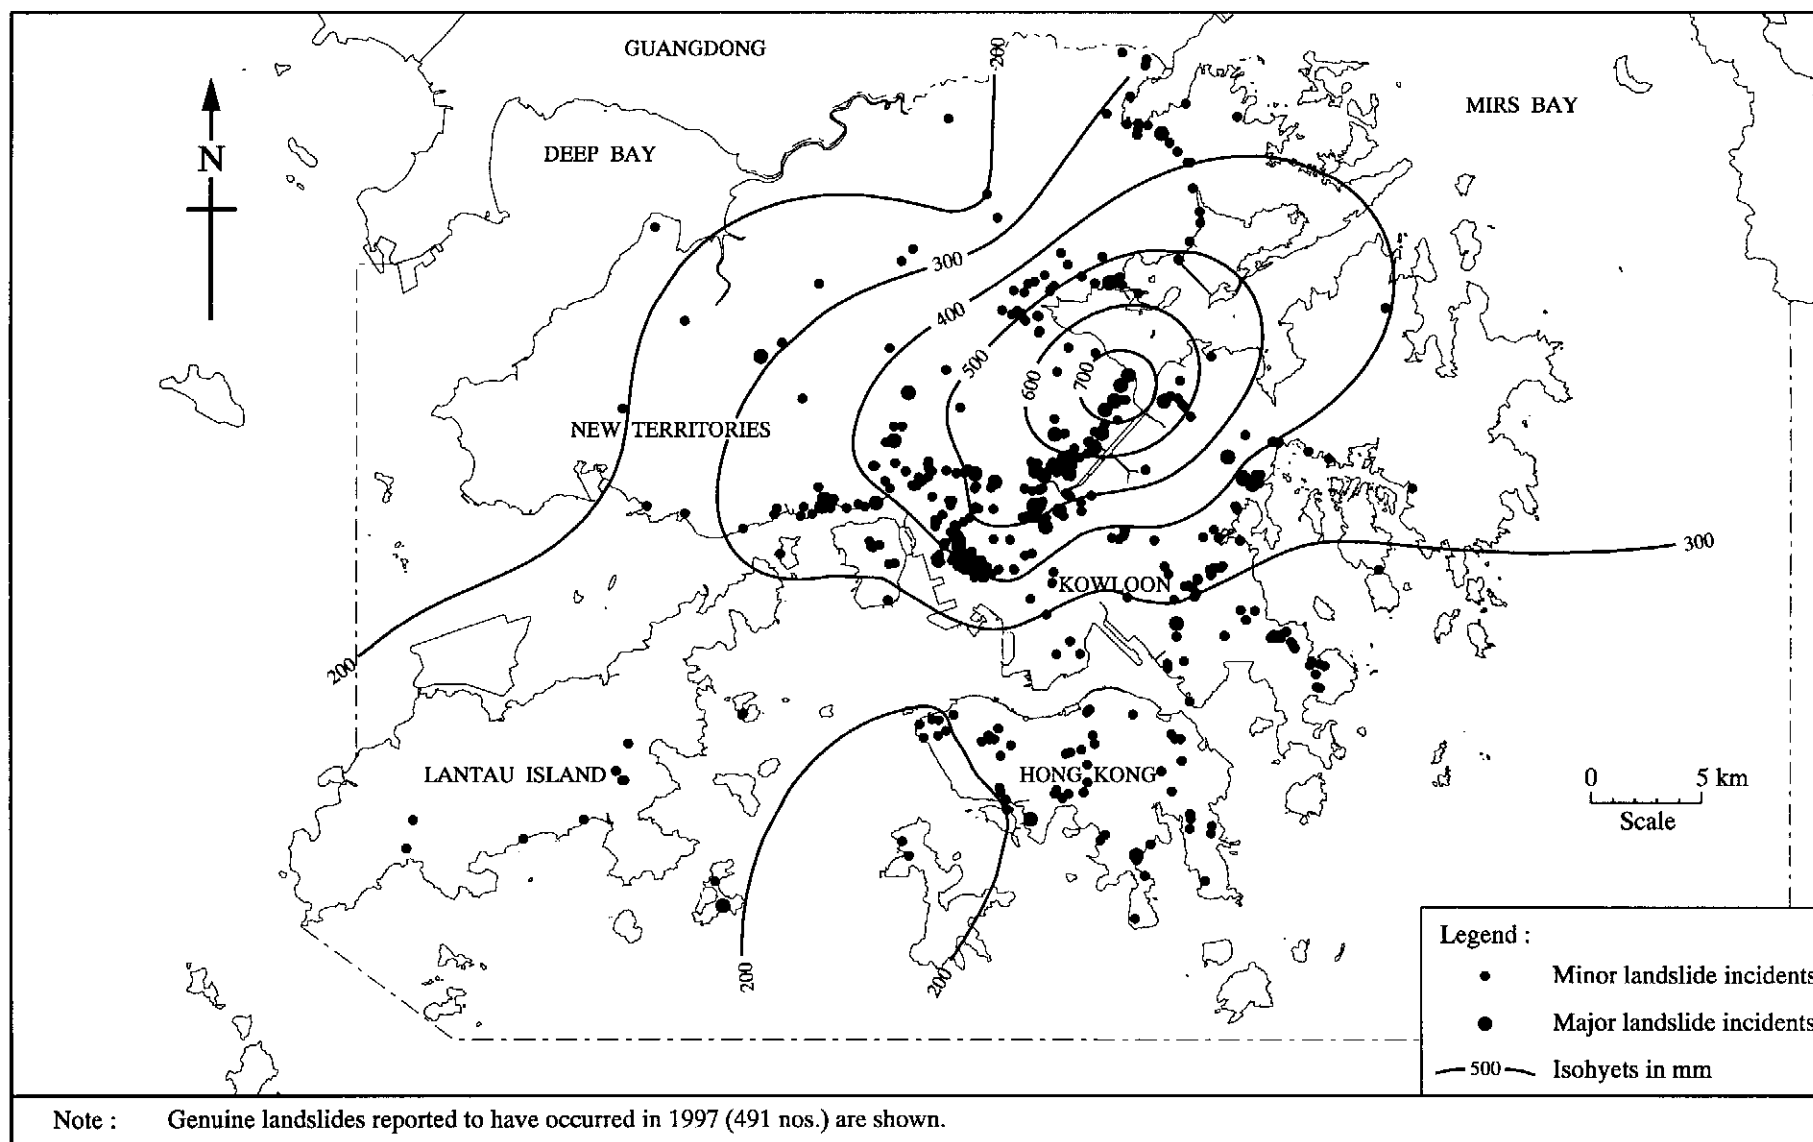 GUANGDONG
200
MIRS BAY
DEEP BAY
N
300
400
500
600
700
NEW TERRITORIES
300
KOWLOON
200
LANTAU ISLAND
HONG KONG
0 5 km
Scale
200
200
Legend :
Minor landslide incidents
Major landslide incidents
500 Isohyets in mm
Note : Genuine landslides reported to have occurred in 1997 (491 nos.) are shown.